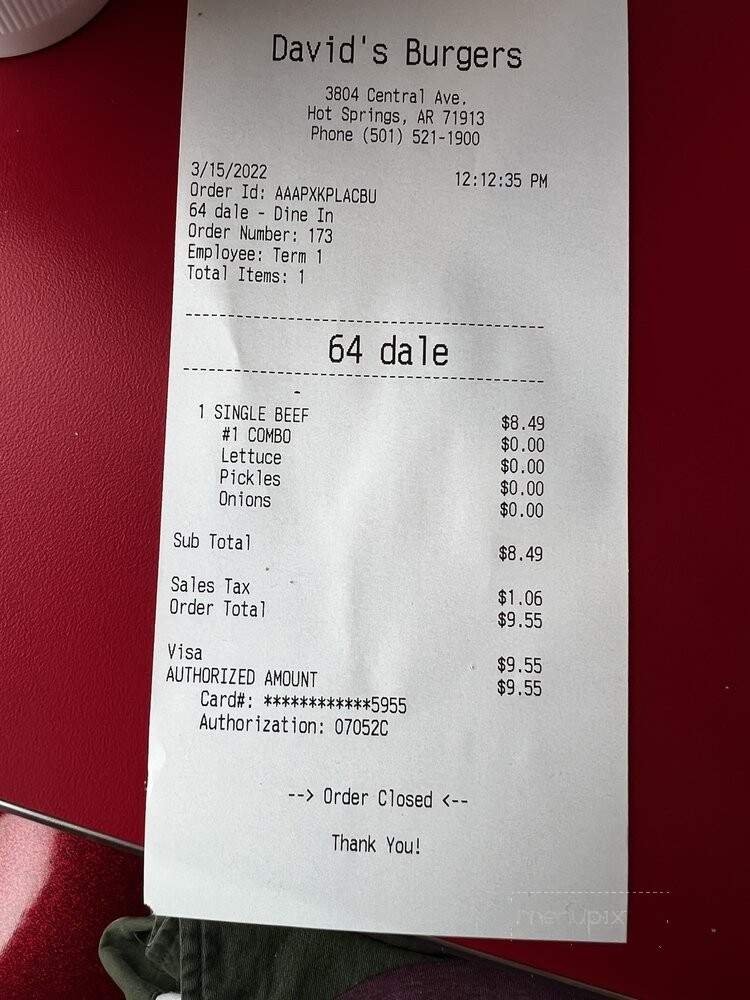 David's Burgers
3804 Central Ave.
Hot Springs, AR 71913
Phone (501) 521-1900
3/15/2022 12:12:35 PM
Order Id: AAAPXKPLACBU
64 dale - Dine In
Order Number: 173
Employee: Term 1
Total Items: 1
64 dale
-
1 SINGLE BEEF $8.49
#1 COMBO $0.00
Lettuce $0.00
Pickles $0.00
Onions $0.00
Sub Total $8.49
Sales Tax $1.06
Order Total $9.55
Visa $9.55
AUTHORIZED AMOUNT $9.55
Card#: ************5955
Authorization: 07052C
--> Order Closed <--
Thank You!
menupix